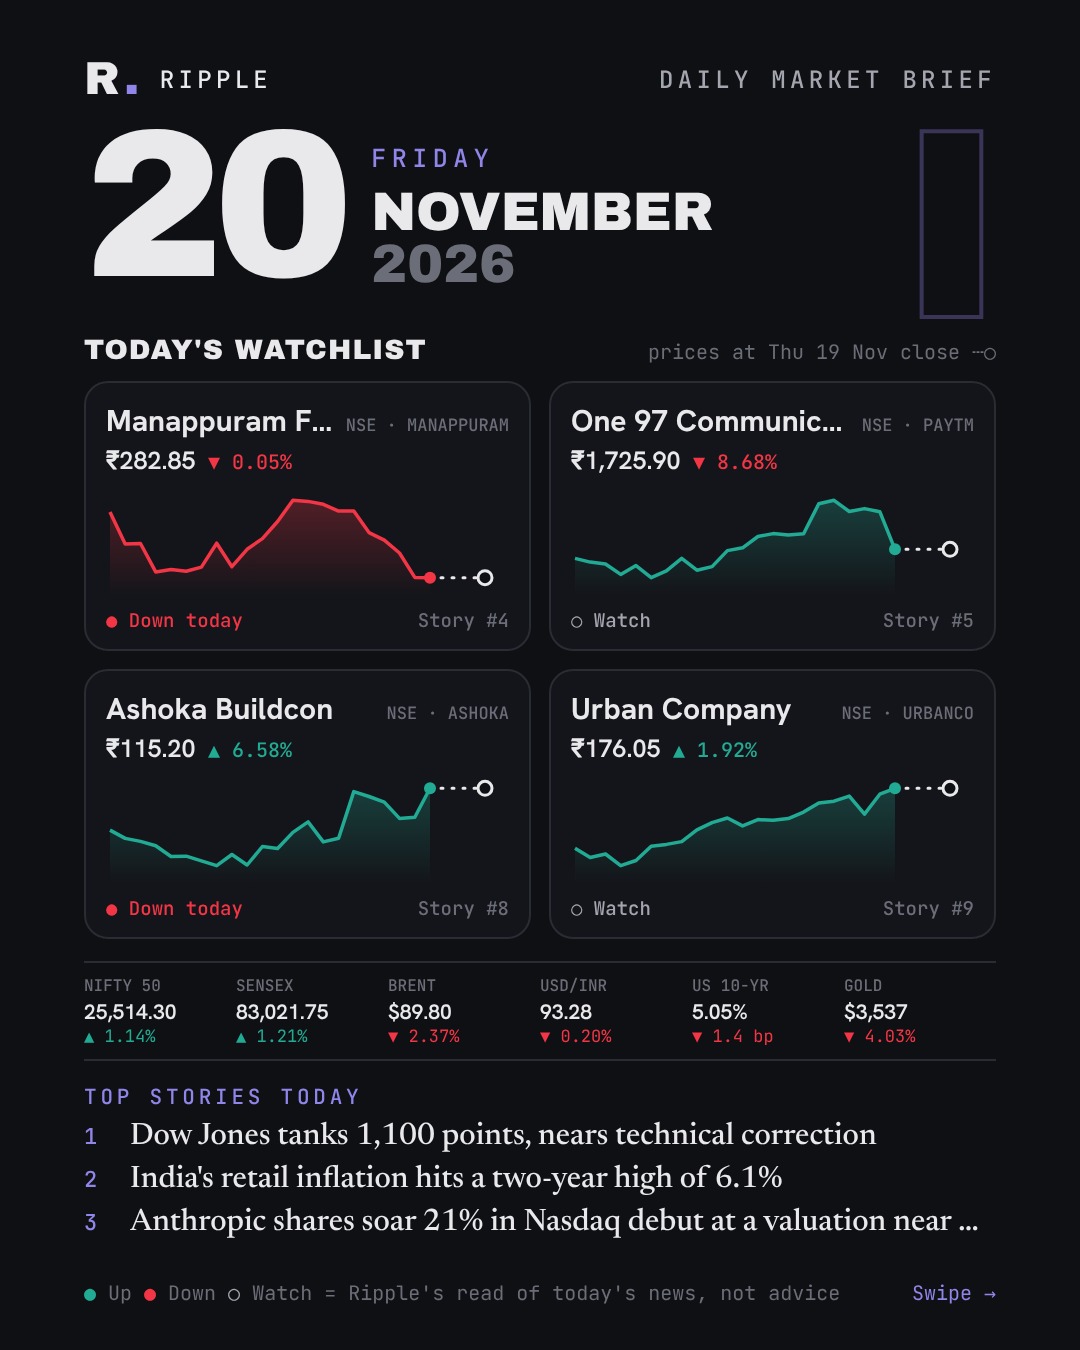 R. RIPPLE
DAILY MARKET BRIEF
20
FRIDAY
NOVEMBER
2026
TODAY'S WATCHLIST
prices at Thu 19 Nov close
Manappuram F... NSE · MANAPPURAM
₹282.85 ▼ 0.05%
● Down today Story #4
One 97 Communic... NSE · PAYTM
₹1,725.90 ▼ 8.68%
○ Watch Story #5
Ashoka Buildcon NSE · ASHOKA
₹115.20 ▲ 6.58%
● Down today Story #8
Urban Company NSE · URBANCO
₹176.05 ▲ 1.92%
○ Watch Story #9
NIFTY 50
25,514.30
▲ 1.14%
SENSEX
83,021.75
▲ 1.21%
BRENT
$89.80
▼ 2.37%
USD/INR
93.28
▼ 0.20%
US 10-YR
5.05%
▼ 1.4 bp
GOLD
$3,537
▼ 4.03%
TOP STORIES TODAY
1 Dow Jones tanks 1,100 points, nears technical correction
2 India's retail inflation hits a two-year high of 6.1%
3 Anthropic shares soar 21% in Nasdaq debut at a valuation near ...
● Up ● Down ○ Watch = Ripple's read of today's news, not advice
Swipe →